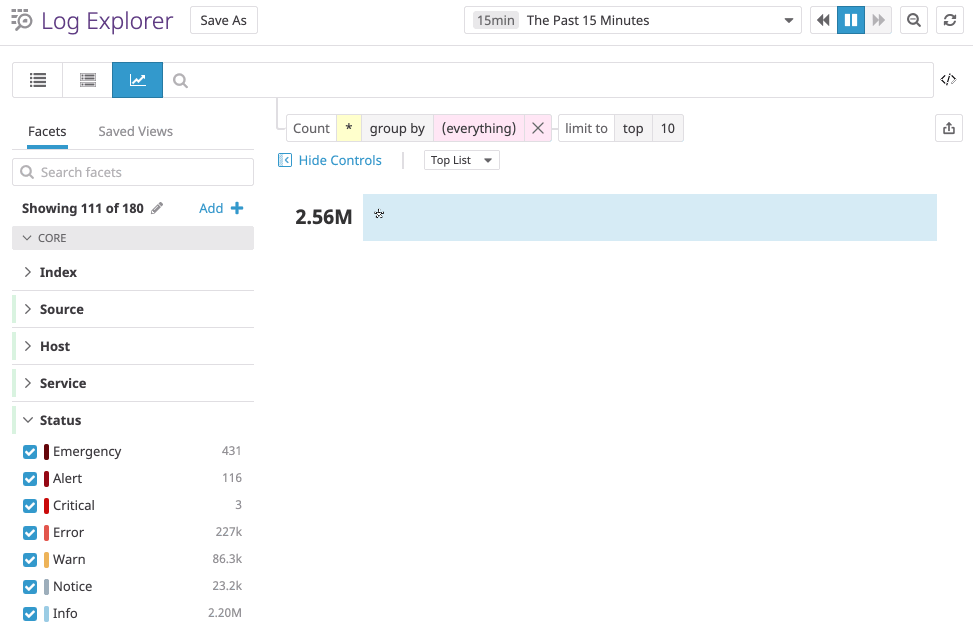 Log Explorer Save As 15min The Past 15 Minutes
</>
Facets Saved Views
Count * group by (everything) limit to top 10
Hide Controls Top List
Search facets
Showing 111 of 180 Add +
2.56M *
CORE
Index
Source
Host
Service
Status
Emergency 431
Alert 116
Critical 3
Error 227k
Warn 86.3k
Notice 23.2k
Info 2.20M